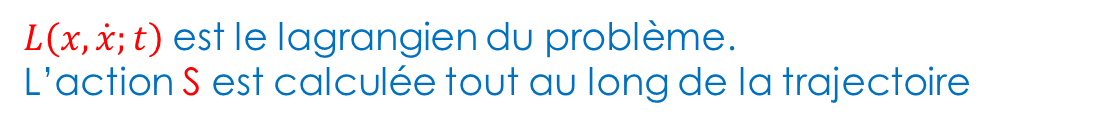 L(x, ẋ; t) est le lagrangien du problème.
L’action S est calculée tout au long de la trajectoire